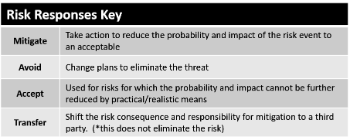 Risk Responses Key
Mitigate
Take action to reduce the probability and impact of the risk event to
an acceptable
Avoid
Change plans to eliminate the threat
Accept
Used for risks for which the probability and impact cannot be further
reduced by practical/realistic means
Transfer
Shift the risk consequence and responsibility for mitigation to a third
party. (*this does not eliminate the risk)